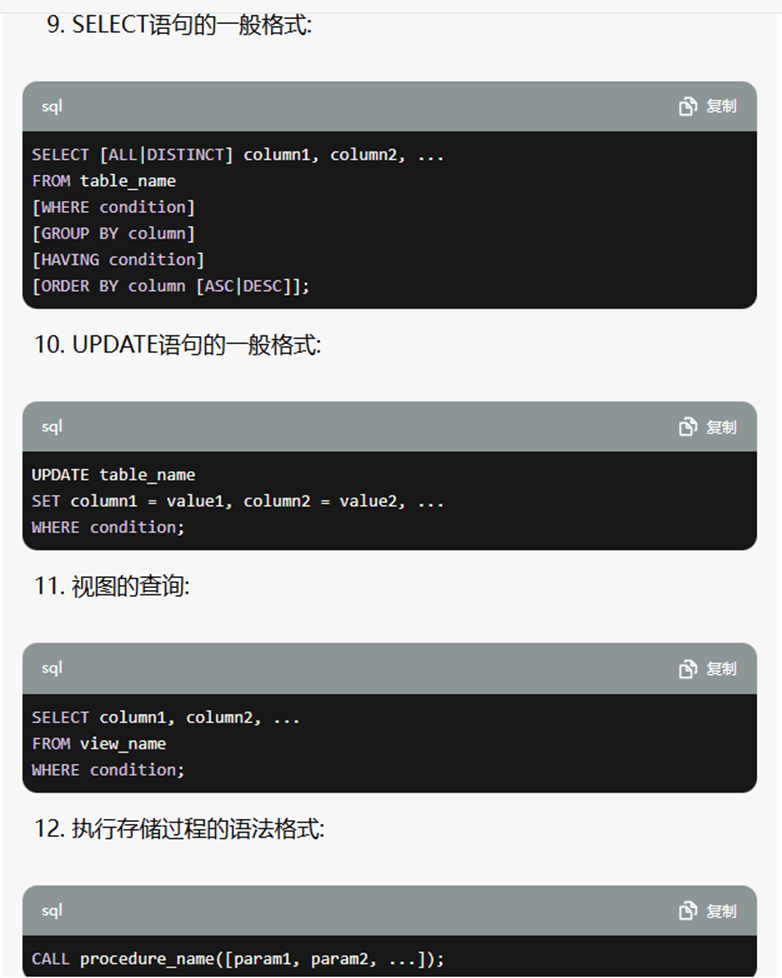 9. SELECT语句的一般格式:
sql 复制
SELECT [ALL|DISTINCT] column1, column2, ...
FROM table_name
[WHERE condition]
[GROUP BY column]
[HAVING condition]
[ORDER BY column [ASC|DESC]];
10. UPDATE语句的一般格式:
sql 复制
UPDATE table_name
SET column1 = value1, column2 = value2, ...
WHERE condition;
11. 视图的查询:
sql 复制
SELECT column1, column2, ...
FROM view_name
WHERE condition;
12. 执行存储过程的语法格式:
sql 复制
CALL procedure_name([param1, param2, ...]);